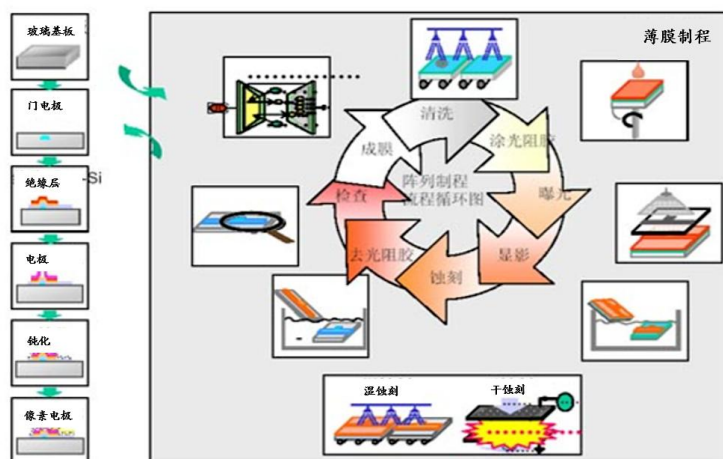 玻璃基板
门电极
绝缘层
-Si
电极
钝化
像素电极
薄膜制程
清洗
涂光阻胶
曝光
显影
蚀刻
去光阻胶
检查
成膜
阵列制程
流程循环图
湿蚀刻
干蚀刻